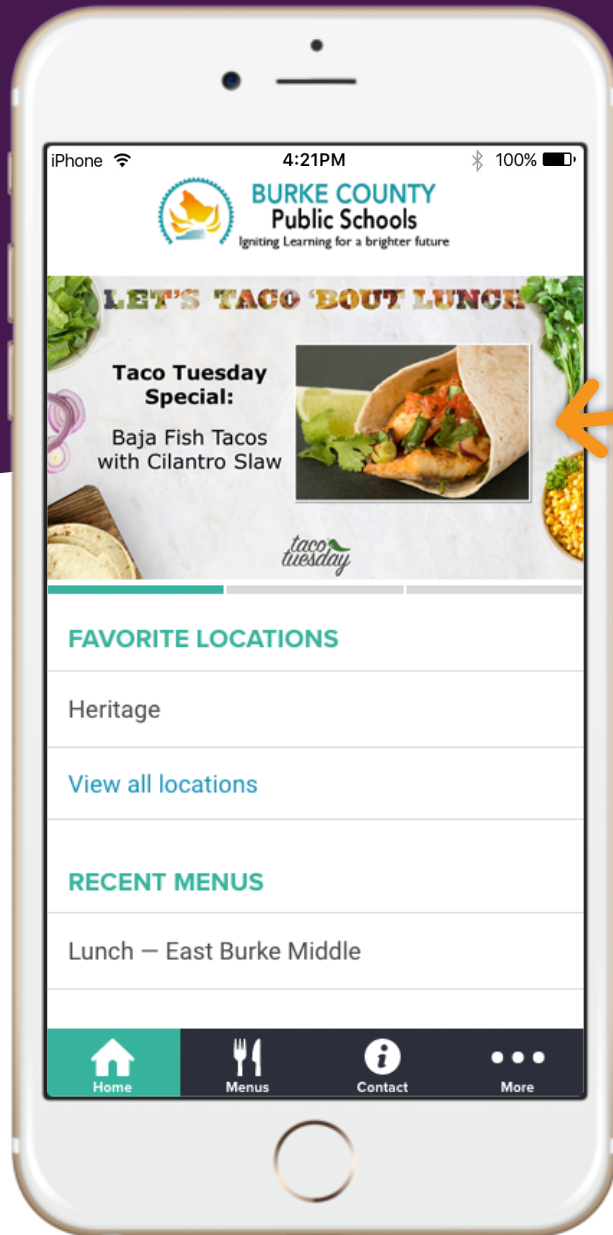 iPhone 4:21PM 100%
BURKE COUNTY
Public Schools
Igniting Learning for a brighter future
LET'S TACO 'BOUT LUNCH
Taco Tuesday
Special:
Baja Fish Tacos
with Cilantro Slaw
taco
tuesday
FAVORITE LOCATIONS
Heritage
View all locations
RECENT MENUS
Lunch — East Burke Middle
Home Menus Contact More